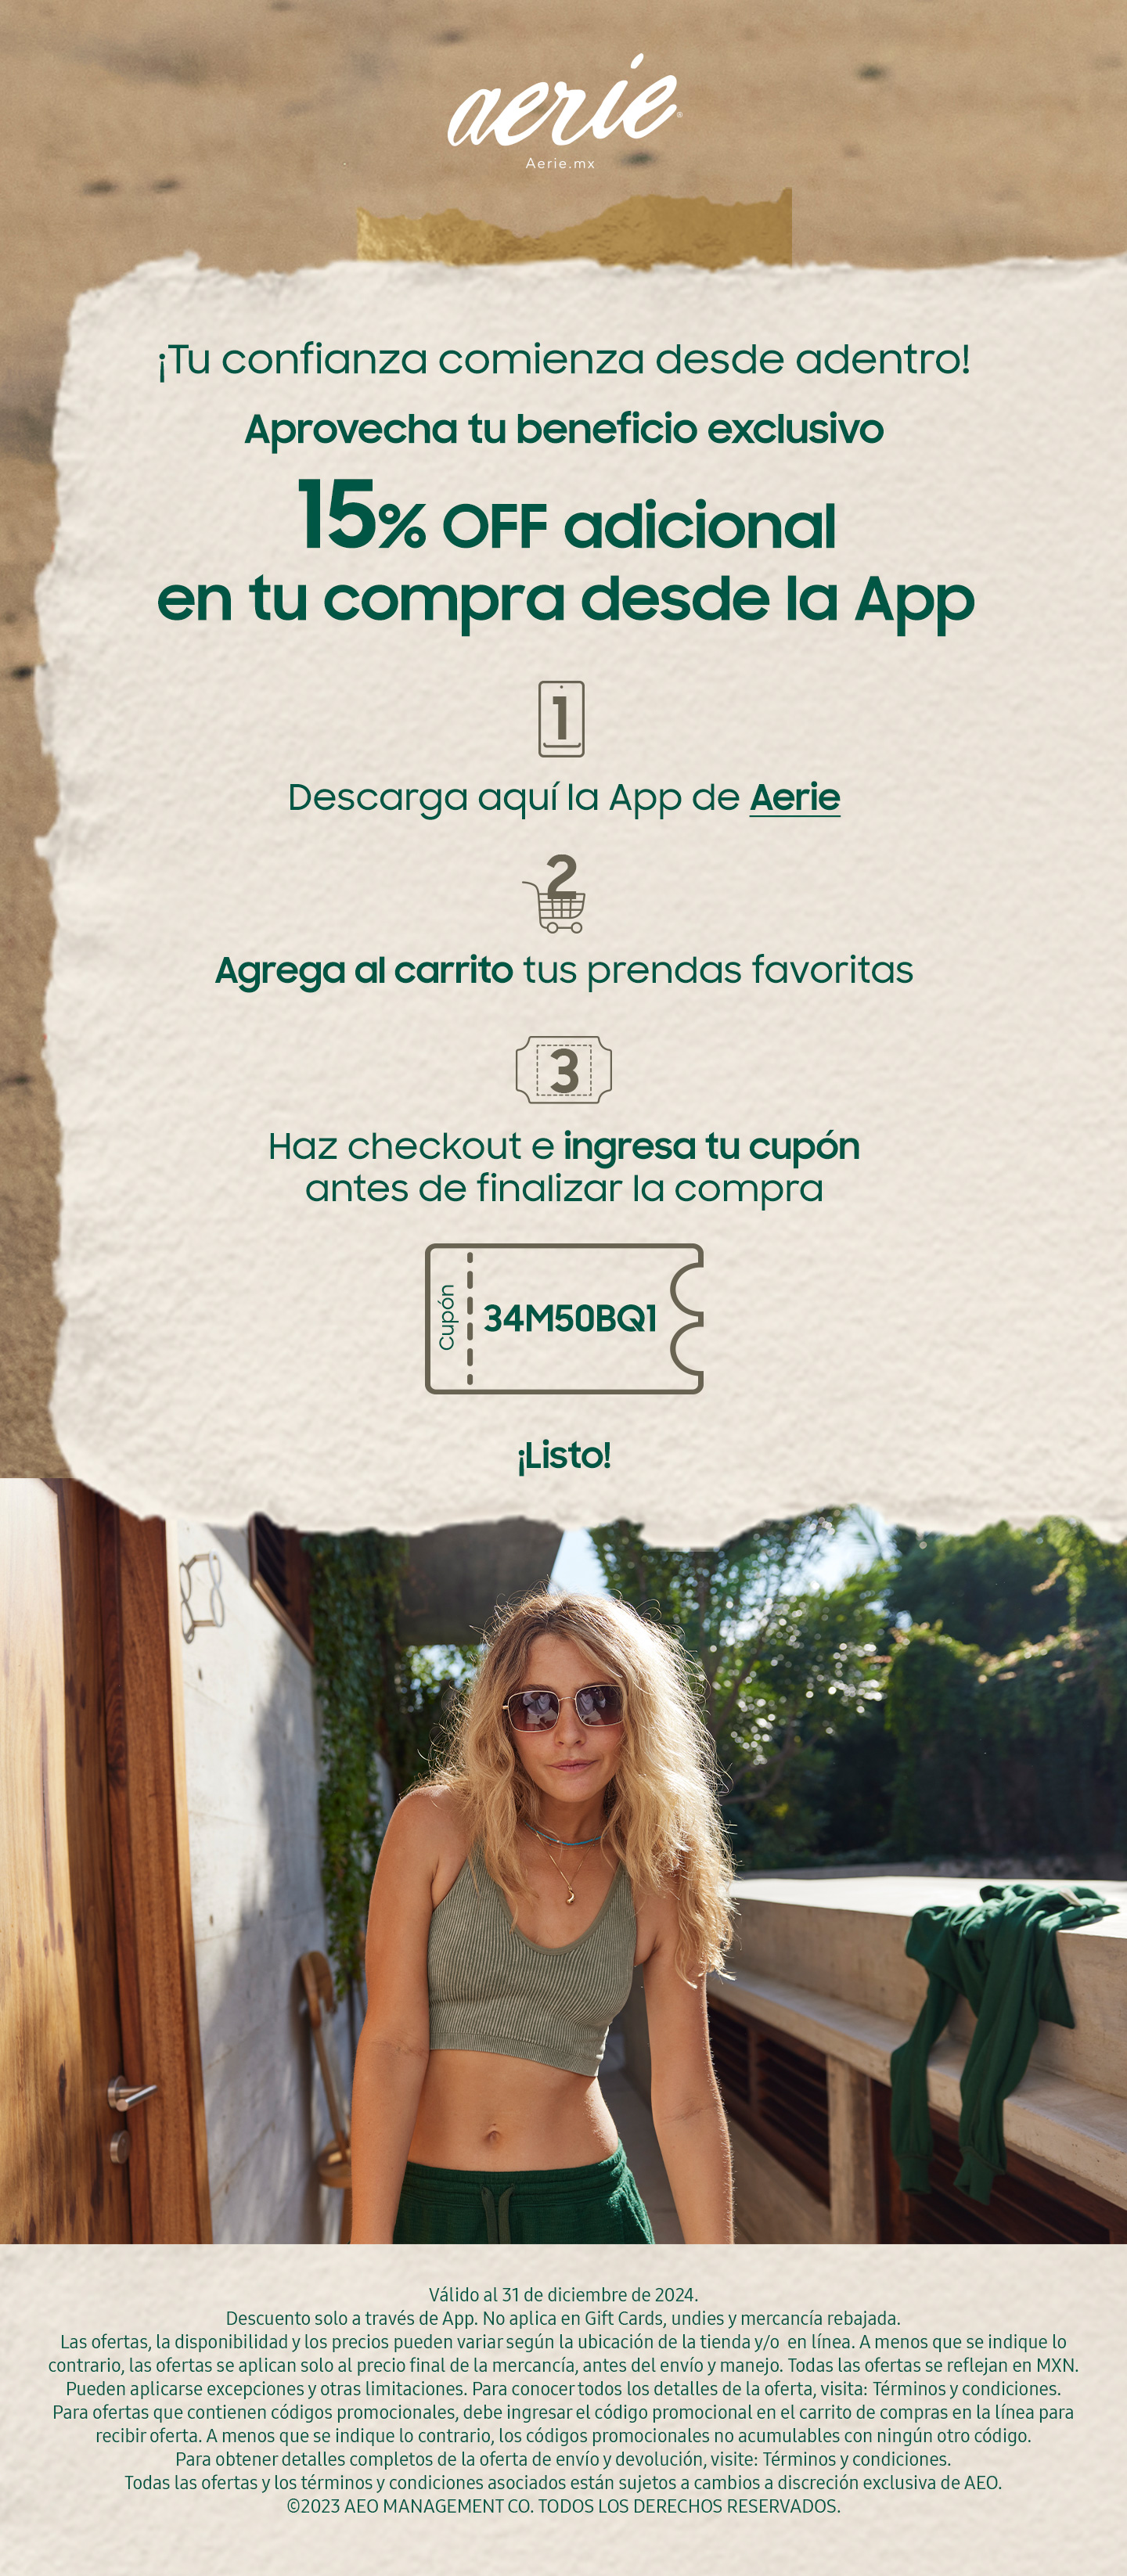 aerie®
Aerie.mx
¡Tu confianza comienza desde adentro!
Aprovecha tu beneficio exclusivo
15% OFF adicional
en tu compra desde la App
1
Descarga aquí la App de Aerie
2
Agrega al carrito tus prendas favoritas
3
Haz checkout e ingresa tu cupón
antes de finalizar la compra
Cupón
34M50BQ1
¡Listo!
Válido al 31 de diciembre de 2024.
Descuento solo a través de App. No aplica en Gift Cards, undies y mercancía rebajada.
Las ofertas, la disponibilidad y los precios pueden variar según la ubicación de la tienda y/o en línea. A menos que se indique lo
contrario, las ofertas se aplican solo al precio final de la mercancía, antes del envío y manejo. Todas las ofertas se reflejan en MXN.
Pueden aplicarse excepciones y otras limitaciones. Para conocer todos los detalles de la oferta, visita: Términos y condiciones.
Para ofertas que contienen códigos promocionales, debe ingresar el código promocional en el carrito de compras en la línea para
recibir oferta. A menos que se indique lo contrario, los códigos promocionales no acumulables con ningún otro código.
Para obtener detalles completos de la oferta de envío y devolución, visite: Términos y condiciones.
Todas las ofertas y los términos y condiciones asociados están sujetos a cambios a discreción exclusiva de AEO.
©2023 AEO MANAGEMENT CO. TODOS LOS DERECHOS RESERVADOS.